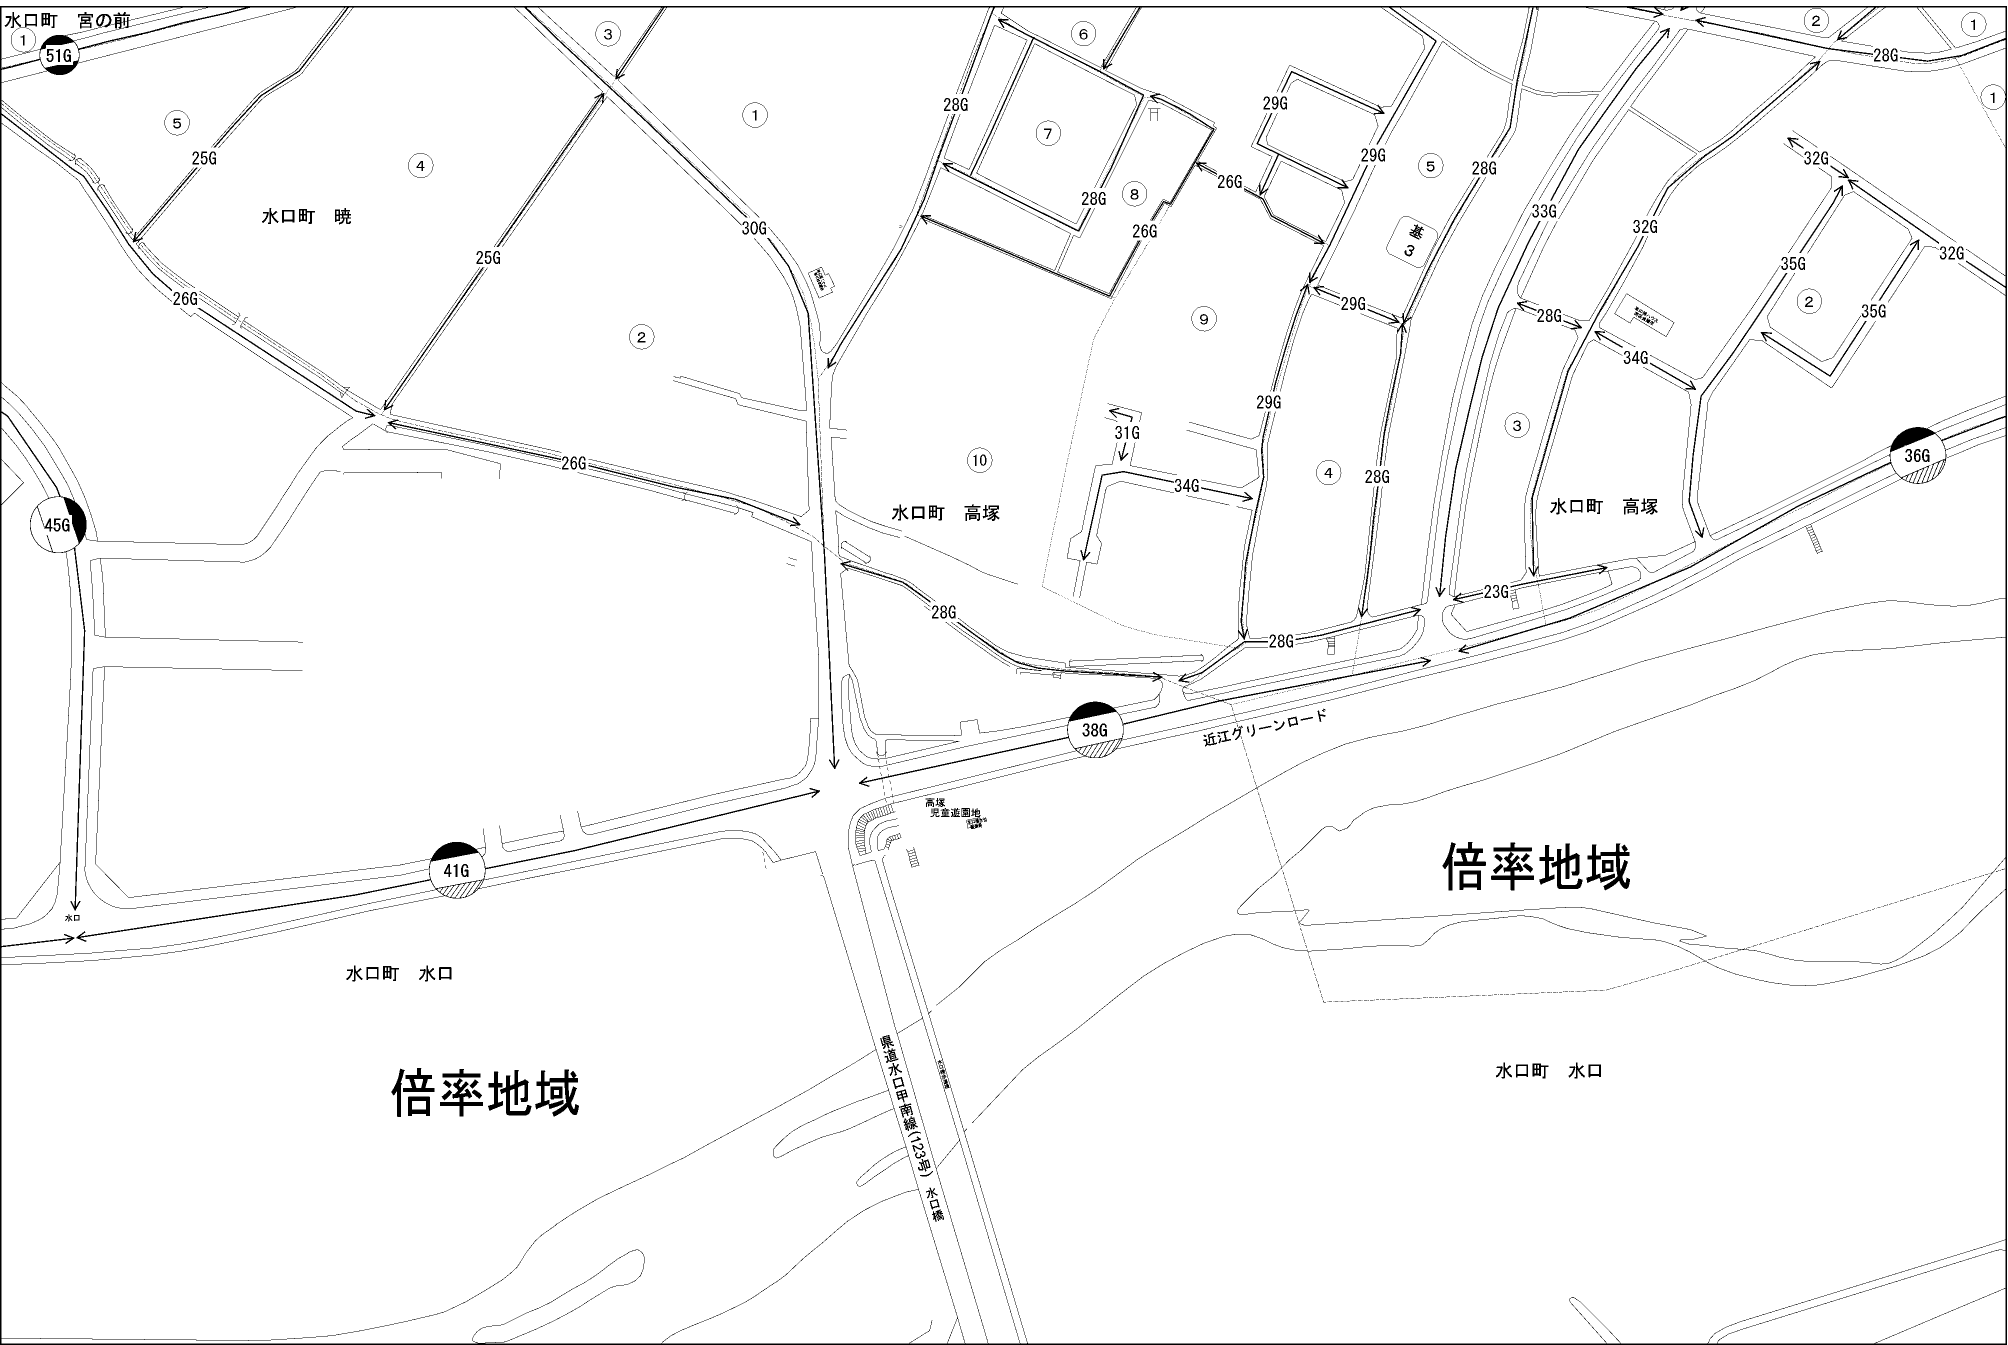 水口町　宮の前
1
51G
3
6
2
1
28G
5
25G
4
水口町　暁
1
28G
7
29G
29G
5
28G
1
32G
8
28G
26G
26G
33G
32G
30G
25G
基
3
35G
32G
26G
2
9
29G
28G
2
35G
34G
29G
3
31G
10
4
26G
28G
34G
36G
45G
水口町　高塚
水口町　高塚
23G
28G
28G
38G
近江グリーンロード
高塚
児童遊園地
41G
倍率地域
水口
水口町　水口
水口町　水口
倍率地域
県道水口甲南線(123号)　水口橋